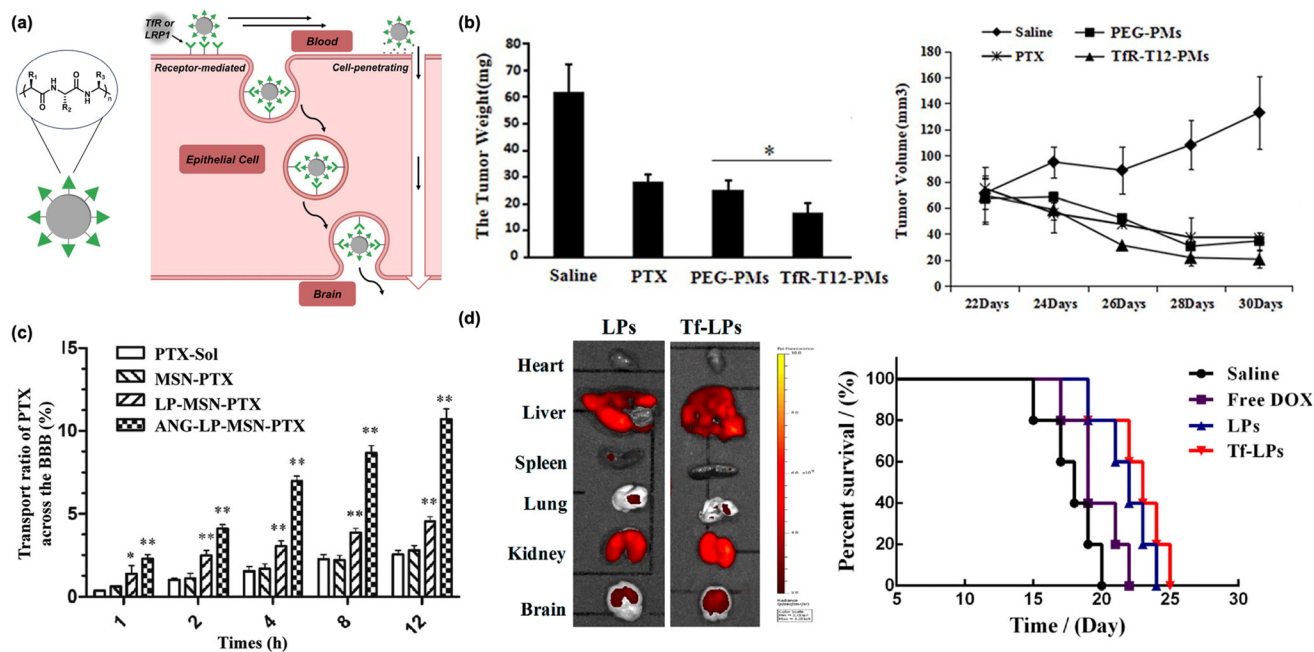 (a)
TfR or
LRP1
Blood
Receptor-mediated
Cell-penetrating
R1
R2
R3
O
H
N
O
N
H
O
n
Epithelial Cell
Brain
(b)
The Tumor Weight(mg)
70
60
50
40
30
20
10
0
*
Saline
PTX
PEG-PMs
TfR-T12-PMs
Saline
PEG-PMs
PTX
TfR-T12-PMs
Tumor Volume(mm3)
180
160
140
120
100
80
60
40
20
0
22Days
24Days
26Days
28Days
30Days
(c)
Transport ratio of PTX
across the BBB (%)
15
10
5
0
PTX-Sol
MSN-PTX
LP-MSN-PTX
ANG-LP-MSN-PTX
* **
** **
** **
** **
** **
1
2
4
8
12
Times (h)
(d)
LPs
Tf-LPs
Heart
Liver
Spleen
Lung
Kidney
Brain
Percent survival / (%)
100
80
60
40
20
0
Saline
Free DOX
LPs
Tf-LPs
5
10
15
20
25
30
Time / (Day)